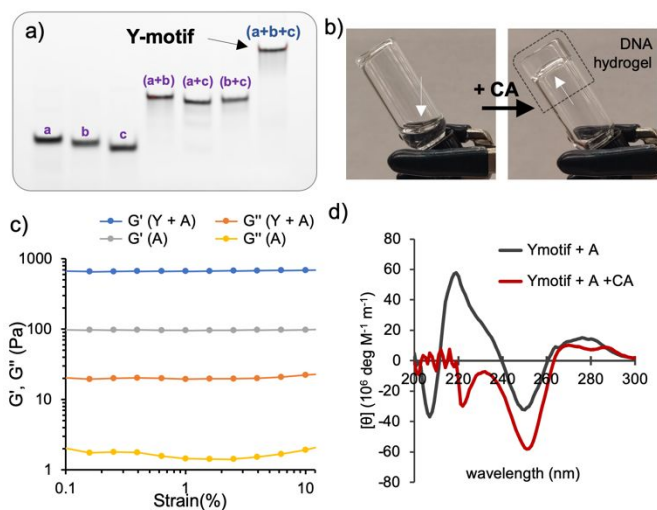 a)
Y-motif
(a+b+c)
(a+b)
(a+c)
(b+c)
a
b
c
b)
+ CA
DNA
hydrogel
c)
G' (Y + A)
G'' (Y + A)
G' (A)
G'' (A)
G', G'' (Pa)
1000
100
10
1
0.1
1
10
Strain(%)
d)
Ymotif + A
Ymotif + A +CA
[θ] (10⁶ deg M⁻¹ m⁻¹)
80
60
40
20
0
-20
-40
-60
-80
200
220
240
260
280
300
wavelength (nm)